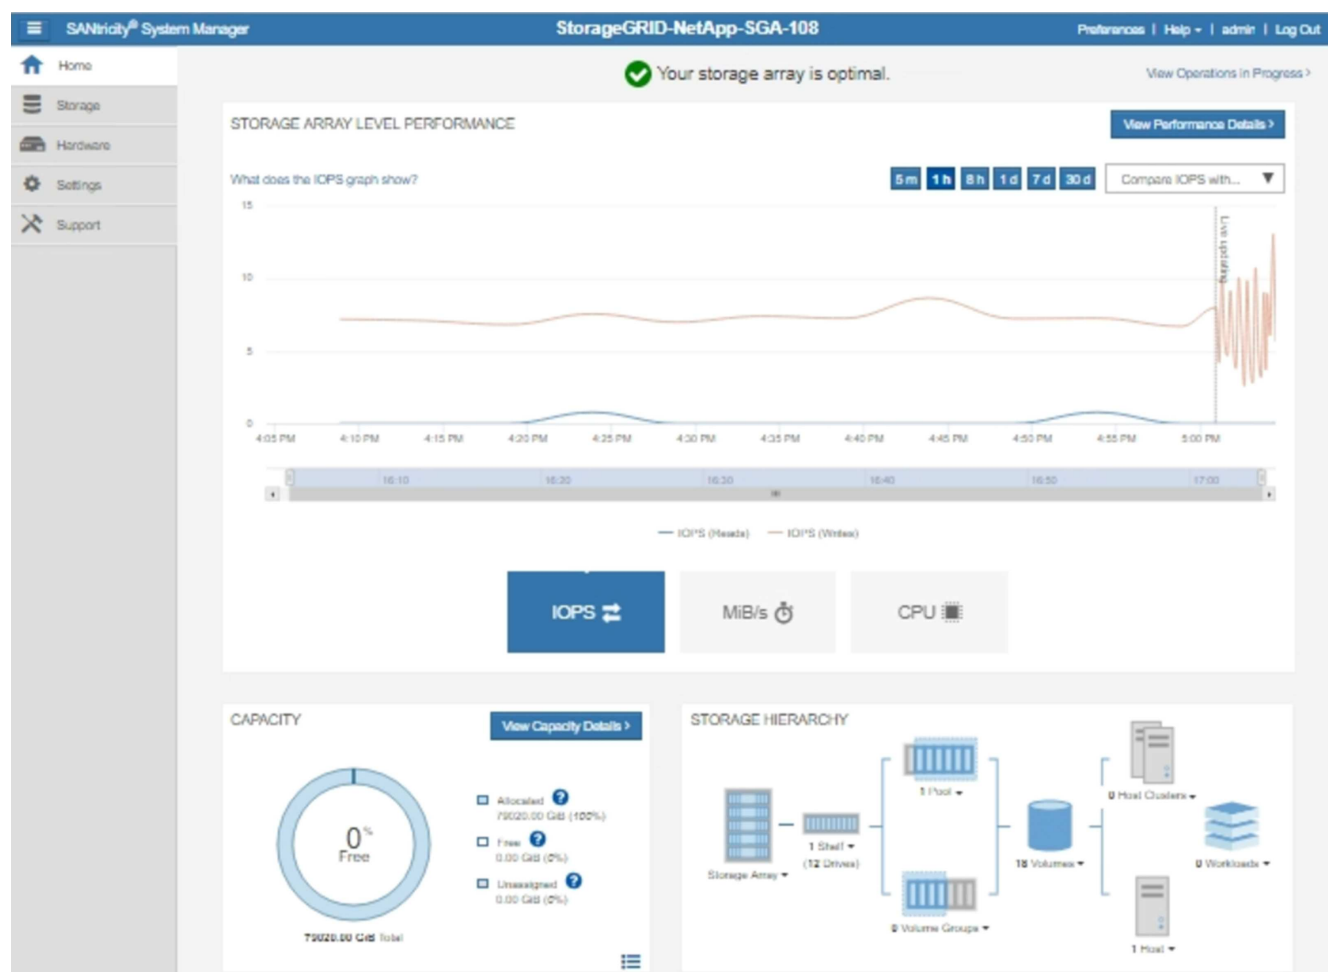 SANtricity® System Manager StorageGRID-NetApp-SGA-108 Preferences | Help | admin | Log Out
Home
Your storage array is optimal.
View Operations in Progress >
Storage
Hardware
Settings
Support
STORAGE ARRAY LEVEL PERFORMANCE
View Performance Details >
What does the IOPS graph show?
5m 1h 8h 1d 7d 30d Compare IOPS with...
15
10
5
0
Live updating
4:05 PM 4:10 PM 4:15 PM 4:20 PM 4:25 PM 4:30 PM 4:35 PM 4:40 PM 4:45 PM 4:50 PM 4:55 PM 5:00 PM
16:10 16:20 16:30 16:40 16:50 17:00
IOPS (Reads) IOPS (Writes)
IOPS MiB/s CPU
CAPACITY
View Capacity Details >
0%
Free
Allocated ?
79020.00 GiB (100%)
Free ?
0.00 GiB (0%)
Unassigned ?
0.00 GiB (0%)
79020.00 GiB Total
STORAGE HIERARCHY
Storage Array
1 Shelf
(12 Drives)
1 Pool
0 Volume Groups
18 Volumes
0 Host Clusters
1 Host
0 Workloads